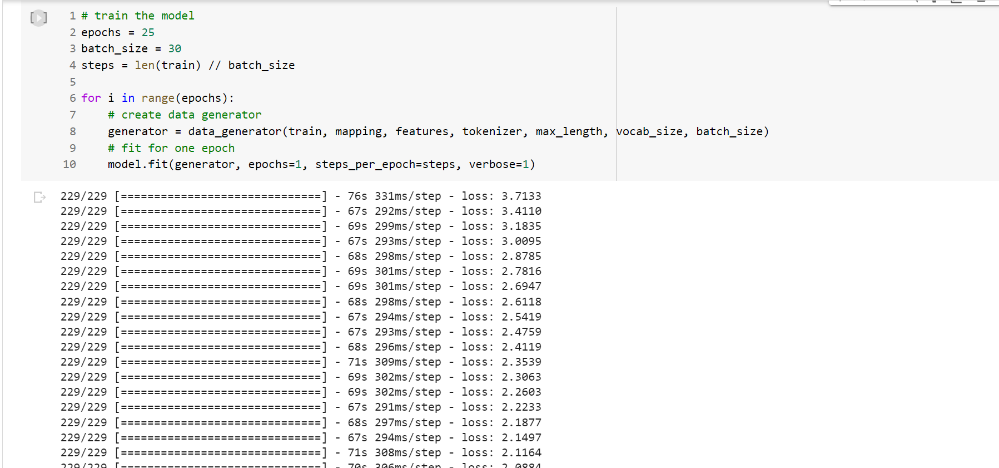 1 # train the model
2 epochs = 25
3 batch_size = 30
4 steps = len(train) // batch_size
5
6 for i in range(epochs):
7     # create data generator
8     generator = data_generator(train, mapping, features, tokenizer, max_length, vocab_size, batch_size)
9     # fit for one epoch
10     model.fit(generator, epochs=1, steps_per_epoch=steps, verbose=1)
229/229 [==============================] - 76s 331ms/step - loss: 3.7133
229/229 [==============================] - 67s 292ms/step - loss: 3.4110
229/229 [==============================] - 69s 299ms/step - loss: 3.1835
229/229 [==============================] - 67s 293ms/step - loss: 3.0095
229/229 [==============================] - 68s 298ms/step - loss: 2.8785
229/229 [==============================] - 69s 301ms/step - loss: 2.7816
229/229 [==============================] - 69s 301ms/step - loss: 2.6947
229/229 [==============================] - 68s 298ms/step - loss: 2.6118
229/229 [==============================] - 67s 294ms/step - loss: 2.5419
229/229 [==============================] - 67s 293ms/step - loss: 2.4759
229/229 [==============================] - 68s 296ms/step - loss: 2.4119
229/229 [==============================] - 71s 309ms/step - loss: 2.3539
229/229 [==============================] - 69s 302ms/step - loss: 2.3063
229/229 [==============================] - 69s 302ms/step - loss: 2.2603
229/229 [==============================] - 67s 291ms/step - loss: 2.2233
229/229 [==============================] - 68s 297ms/step - loss: 2.1877
229/229 [==============================] - 67s 294ms/step - loss: 2.1497
229/229 [==============================] - 71s 308ms/step - loss: 2.1164
229/229 [==============================] - 70s 306ms/step - loss: 2.0884